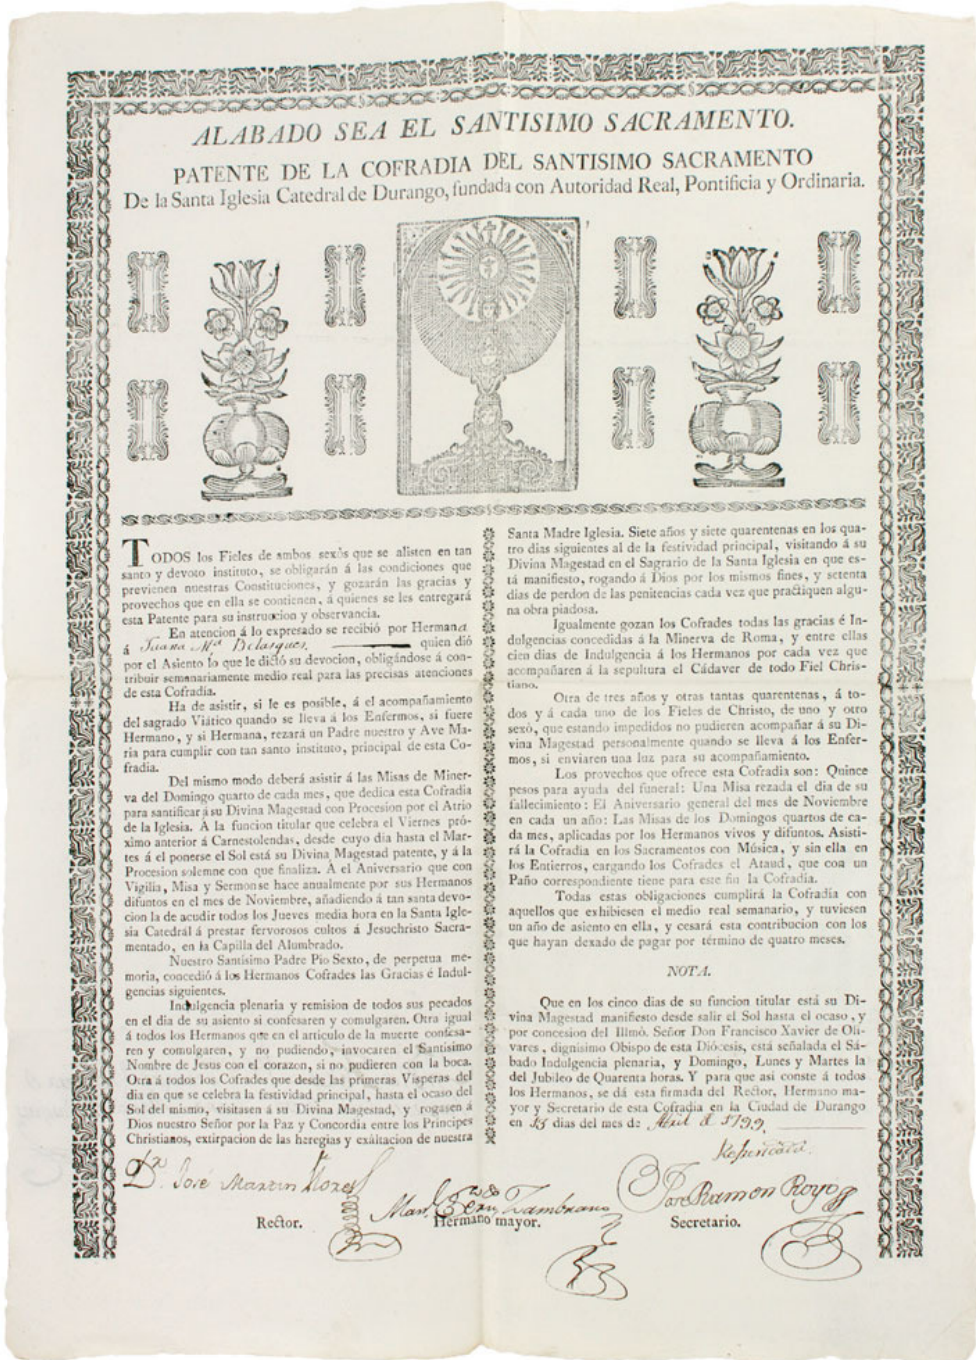 ALABADO SEA EL SANTISIMO SACRAMENTO.
PATENTE DE LA COFRADIA DEL SANTISIMO SACRAMENTO
De la Santa Iglesia Catedral de Durango, fundada con Autoridad Real, Pontificia y Ordinaria.
TODOS los Fieles de ambos sexôs que se alisten en tan
santo y devoto instituto, se obligarán á las condiciones que
previenen nuestras Constituciones, y gozarán las gracias y
provechos que en ella se contienen, á quienes se les entregará
esta Patente para su instruccion y observancia.
En atencion á lo expresado se recibió por Hermana
á Juana Ma Belasques, quien dió
por el Asiento lo que le dictó su devocion, obligándose á con-
tribuir semanariamente medio real para las precisas atenciones
de esta Cofradía.
Ha de asistir, si le es posible, á el acompañamiento
del sagrado Viático quando se lleva á los Enfermos, si fuere
Hermano, y si Hermana, rezará un Padre nuestro y Ave Ma-
ria para cumplir con tan santo instituto, principal de esta Co-
fradia.
Del mismo modo deberá asistir á las Misas de Miner-
va del Domingo quarto de cada mes, que dedica esta Cofradia
para santificar á su Divina Magestad con Procesion por el Atrio
de la Iglesia. Á la funcion titular que celebra el Viernes pró-
ximo anterior á Carnestolendas, desde cuyo dia hasta el Mar-
tes á el ponerse el Sol está su Divina Magestad patente, y á la
Procesion solemne con que finaliza. Á el Aniversario que con
Vigilia, Misa y Sermon se hace anualmente por sus Hermanos
difuntos en el mes de Noviembre, añadiendo á tan santa devo-
cion la de acudir todos los Jueves media hora en la Santa Igle-
sia Catedrál á prestar fervorosos cultos á Jesuchristo Sacra-
mentado, en la Capilla del Alumbrado.
Nuestro Santisimo Padre Pio Sexto, de perpetua me-
moria, concedió á los Hermanos Cofrades las Gracias é Indul-
gencias siguientes.
Indulgencia plenaria y remision de todos sus pecados
en el dia de su asiento si confesaren y comulgaren. Otra igual
á todos los Hermanos que en el articulo de la muerte confesa-
ren y comulgaren, y no pudiendo, invocaren el Santisimo
Nombre de Jesus con el corazon, si no pudieren con la boca.
Otra á todos los Cofrades que desde las primeras Visperas del
dia en que se celebra la festividad principal, hasta el ocaso del
Sol del mismo, visitasen á su Divina Magestad, y rogasen á
Dios nuestro Señor por la Paz y Concordia entre los Principes
Christianos, extirpacion de las heregias y exâltacion de nuestra
Santa Madre Iglesia. Siete años y siete quarentenas en los qua-
tro dias siguientes al de la festividad principal, visitando á su
Divina Magestad en el Sagrario de la Santa Iglesia en que es-
tá manifiesto, rogando á Dios por los mismos fines, y setenta
dias de perdon de las penitencias cada vez que practiquen algu-
na obra piadosa.
Igualmente gozan los Cofrades todas las gracias é In-
dulgencias concedidas á la Minerva de Roma, y entre ellas
cien dias de Indulgencia á los Hermanos por cada vez que
acompañaren á la sepultura el Cádaver de todo Fiel Chris-
tiano.
Otra de tres años y otras tantas quarentenas, á to-
dos y á cada uno de los Fieles de Christo, de uno y otro
sexô, que estando impedidos no pudieren acompañar á su Di-
vina Magestad personalmente quando se lleva á los Enfer-
mos, si enviaren una luz para su acompañamiento.
Los provechos que ofrece esta Cofradia son: Quince
pesos para ayuda del funeral: Una Misa rezada el dia de su
fallecimiento: El Aniversario general del mes de Noviembre
en cada un año: Las Misas de los Domingos quartos de ca-
da mes, aplicadas por los Hermanos vivos y difuntos. Asisti-
rá la Cofradia en los Sacramentos con Música, y sin ella en
los Entierros, cargando los Cofrades el Ataud, que con un
Paño correspondiente tiene para este fin la Cofradia.
Todas estas obligaciones cumplirá la Cofradia con
aquellos que exhibiesen el medio real semanario, y tuviesen
un año de asiento en ella, y cesará esta contribucion con los
que hayan dexado de pagar por término de quatro meses.
NOTA.
Que en los cinco dias de su funcion titular está su Di-
vina Magestad manifiesto desde salir el Sol hasta el ocaso, y
por concesion del Illmô. Señor Don Francisco Xavier de Oli-
vares, dignisimo Obispo de esta Diócesis, está señalada el Sá-
bado Indulgencia plenaria, y Domingo, Lunes y Martes la
del Jubileo de Quarenta horas. Y para que asi conste á todos
los Hermanos, se dá esta firmada del Rector, Hermano ma-
yor y Secretario de esta Cofradia en la Ciudad de Durango
en 15 dias del mes de Abril d 1799.
Dr. José Martin Flores
Man. Zambrano
José Ramon Royo
Rector.
Hermano mayor.
Secretario.